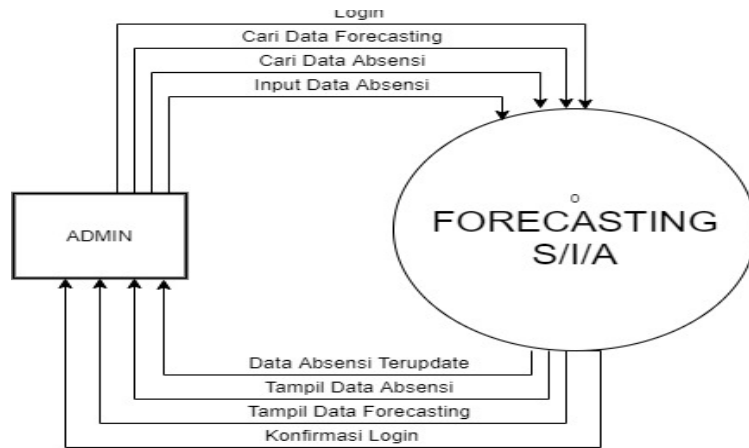 Login
Cari Data Forecasting
Cari Data Absensi
Input Data Absensi
ADMIN
0
FORECASTING
S/I/A
Data Absensi Terupdate
Tampil Data Absensi
Tampil Data Forecasting
Konfirmasi Login